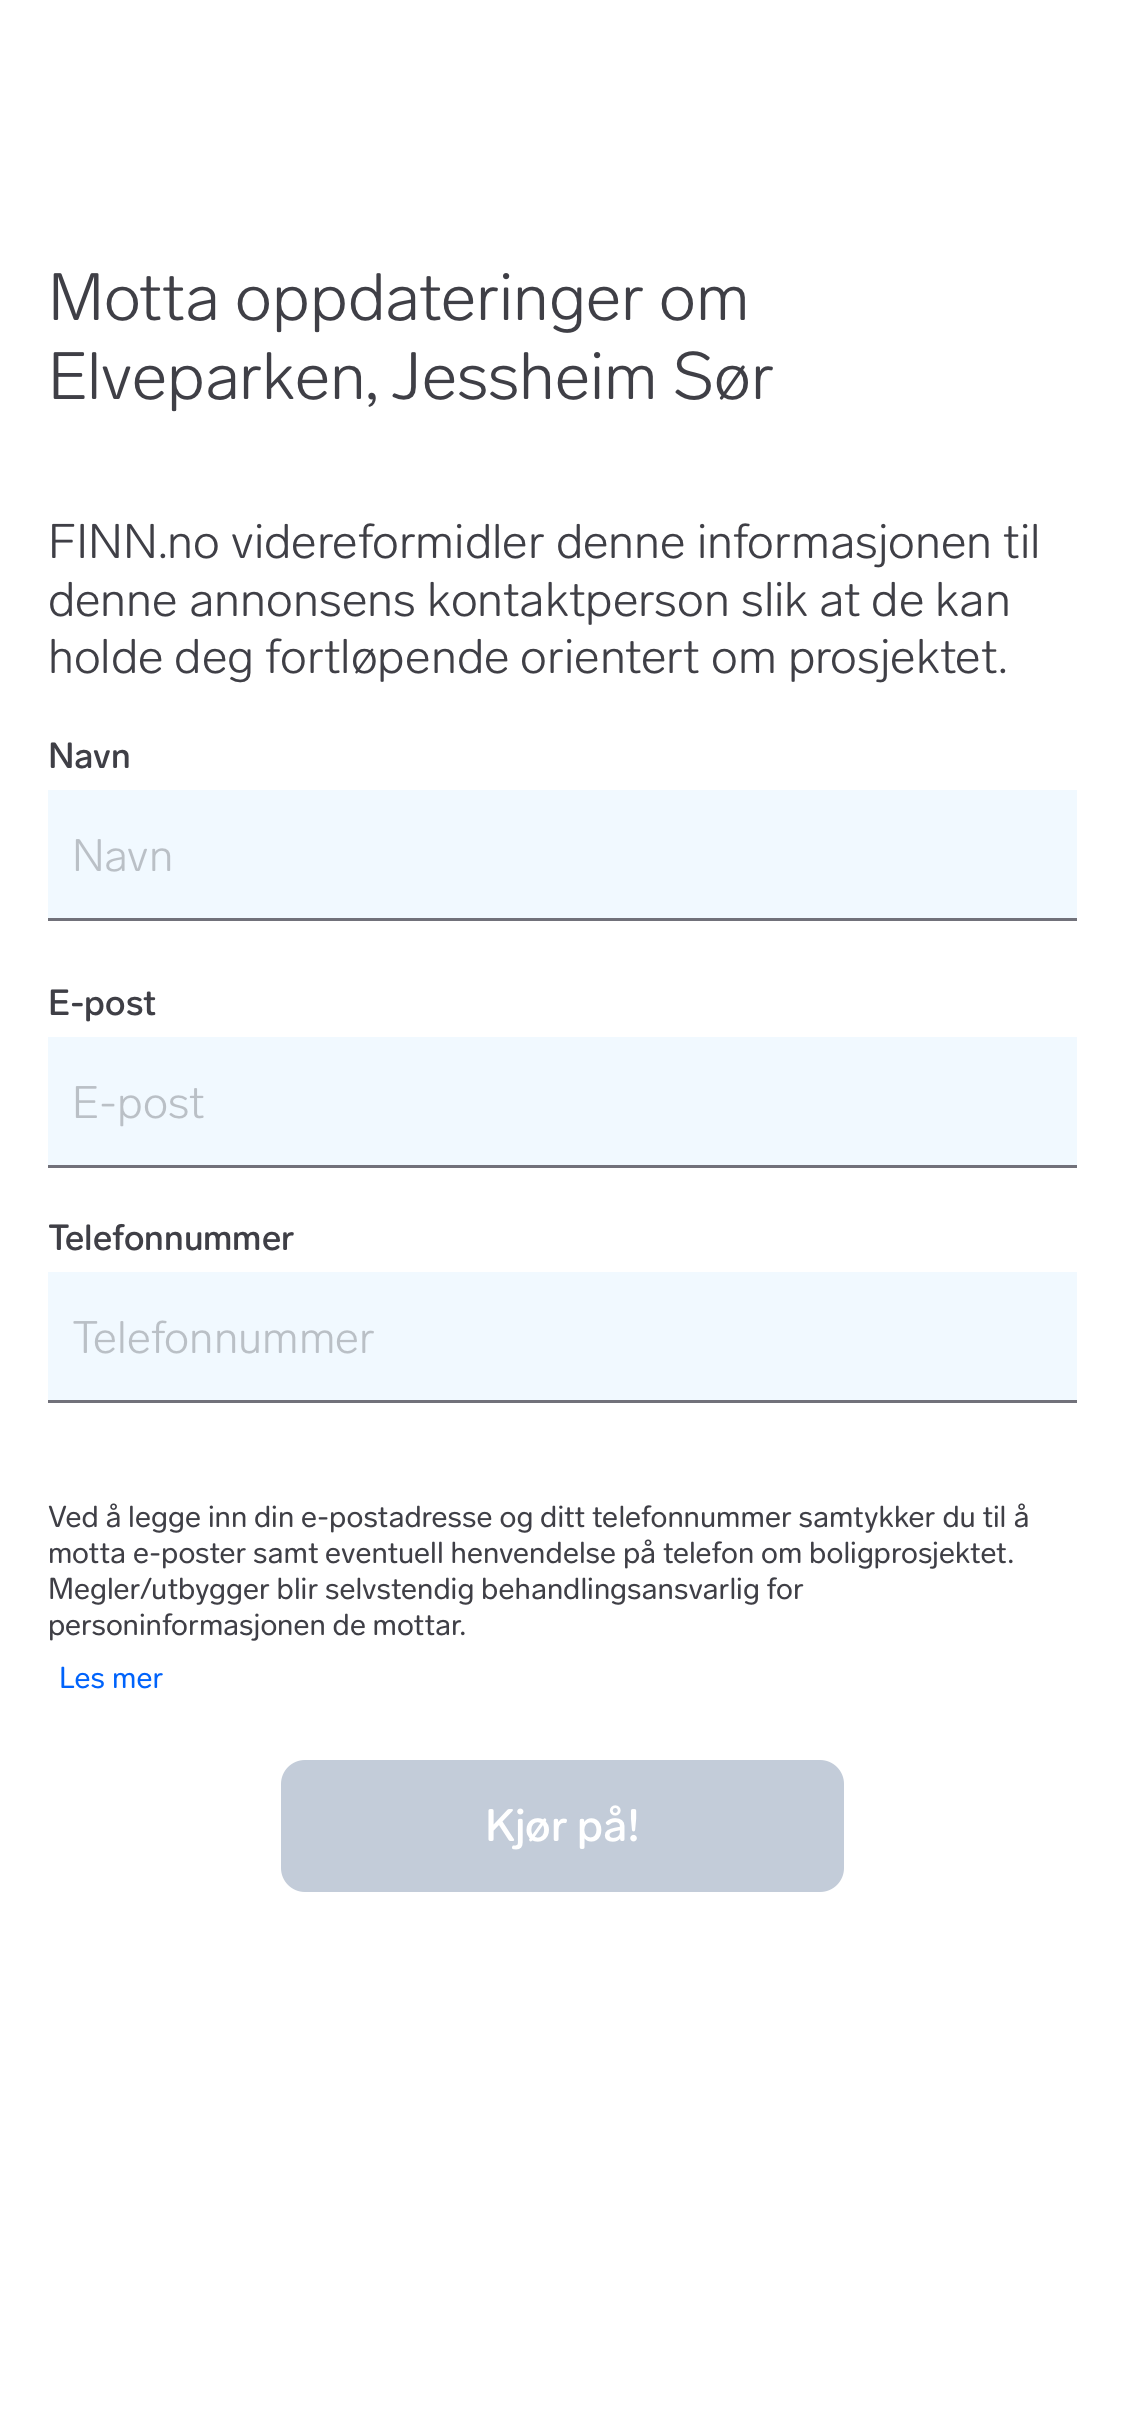 Motta oppdateringer om
Elveparken, Jessheim Sør
FINN.no videreformidler denne informasjonen til
denne annonsens kontaktperson slik at de kan
holde deg fortløpende orientert om prosjektet.
Navn
Navn
E-post
E-post
Telefonnummer
Telefonnummer
Ved å legge inn din e-postadresse og ditt telefonnummer samtykker du til å
motta e-poster samt eventuell henvendelse på telefon om boligprosjektet.
Megler/utbygger blir selvstendig behandlingsansvarlig for
personinformasjonen de mottar.
Les mer
Kjør på!